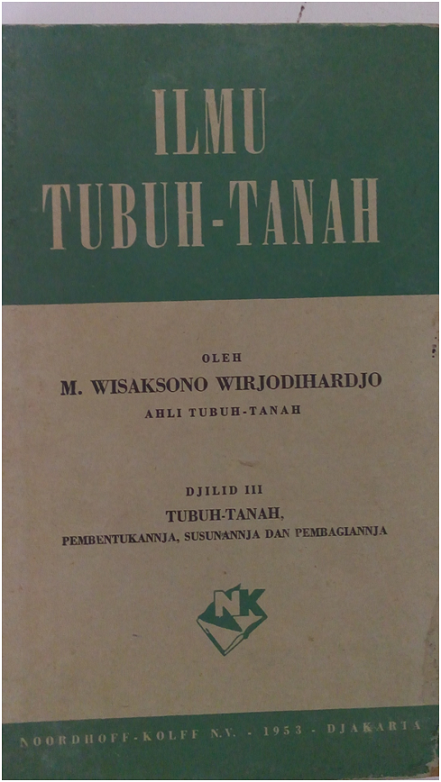 ILMU
TUBUH-TANAH
OLEH
M. WISAKSONO WIRJODIHARDJO
AHLI TUBUH-TANAH
DJILID III
TUBUH-TANAH,
PEMBENTUKANNJA, SUSUNANNJA DAN PEMBAGIANNJA
NK
NOORDHOFF-KOLFF N.V. - 1953 - DJAKARTA